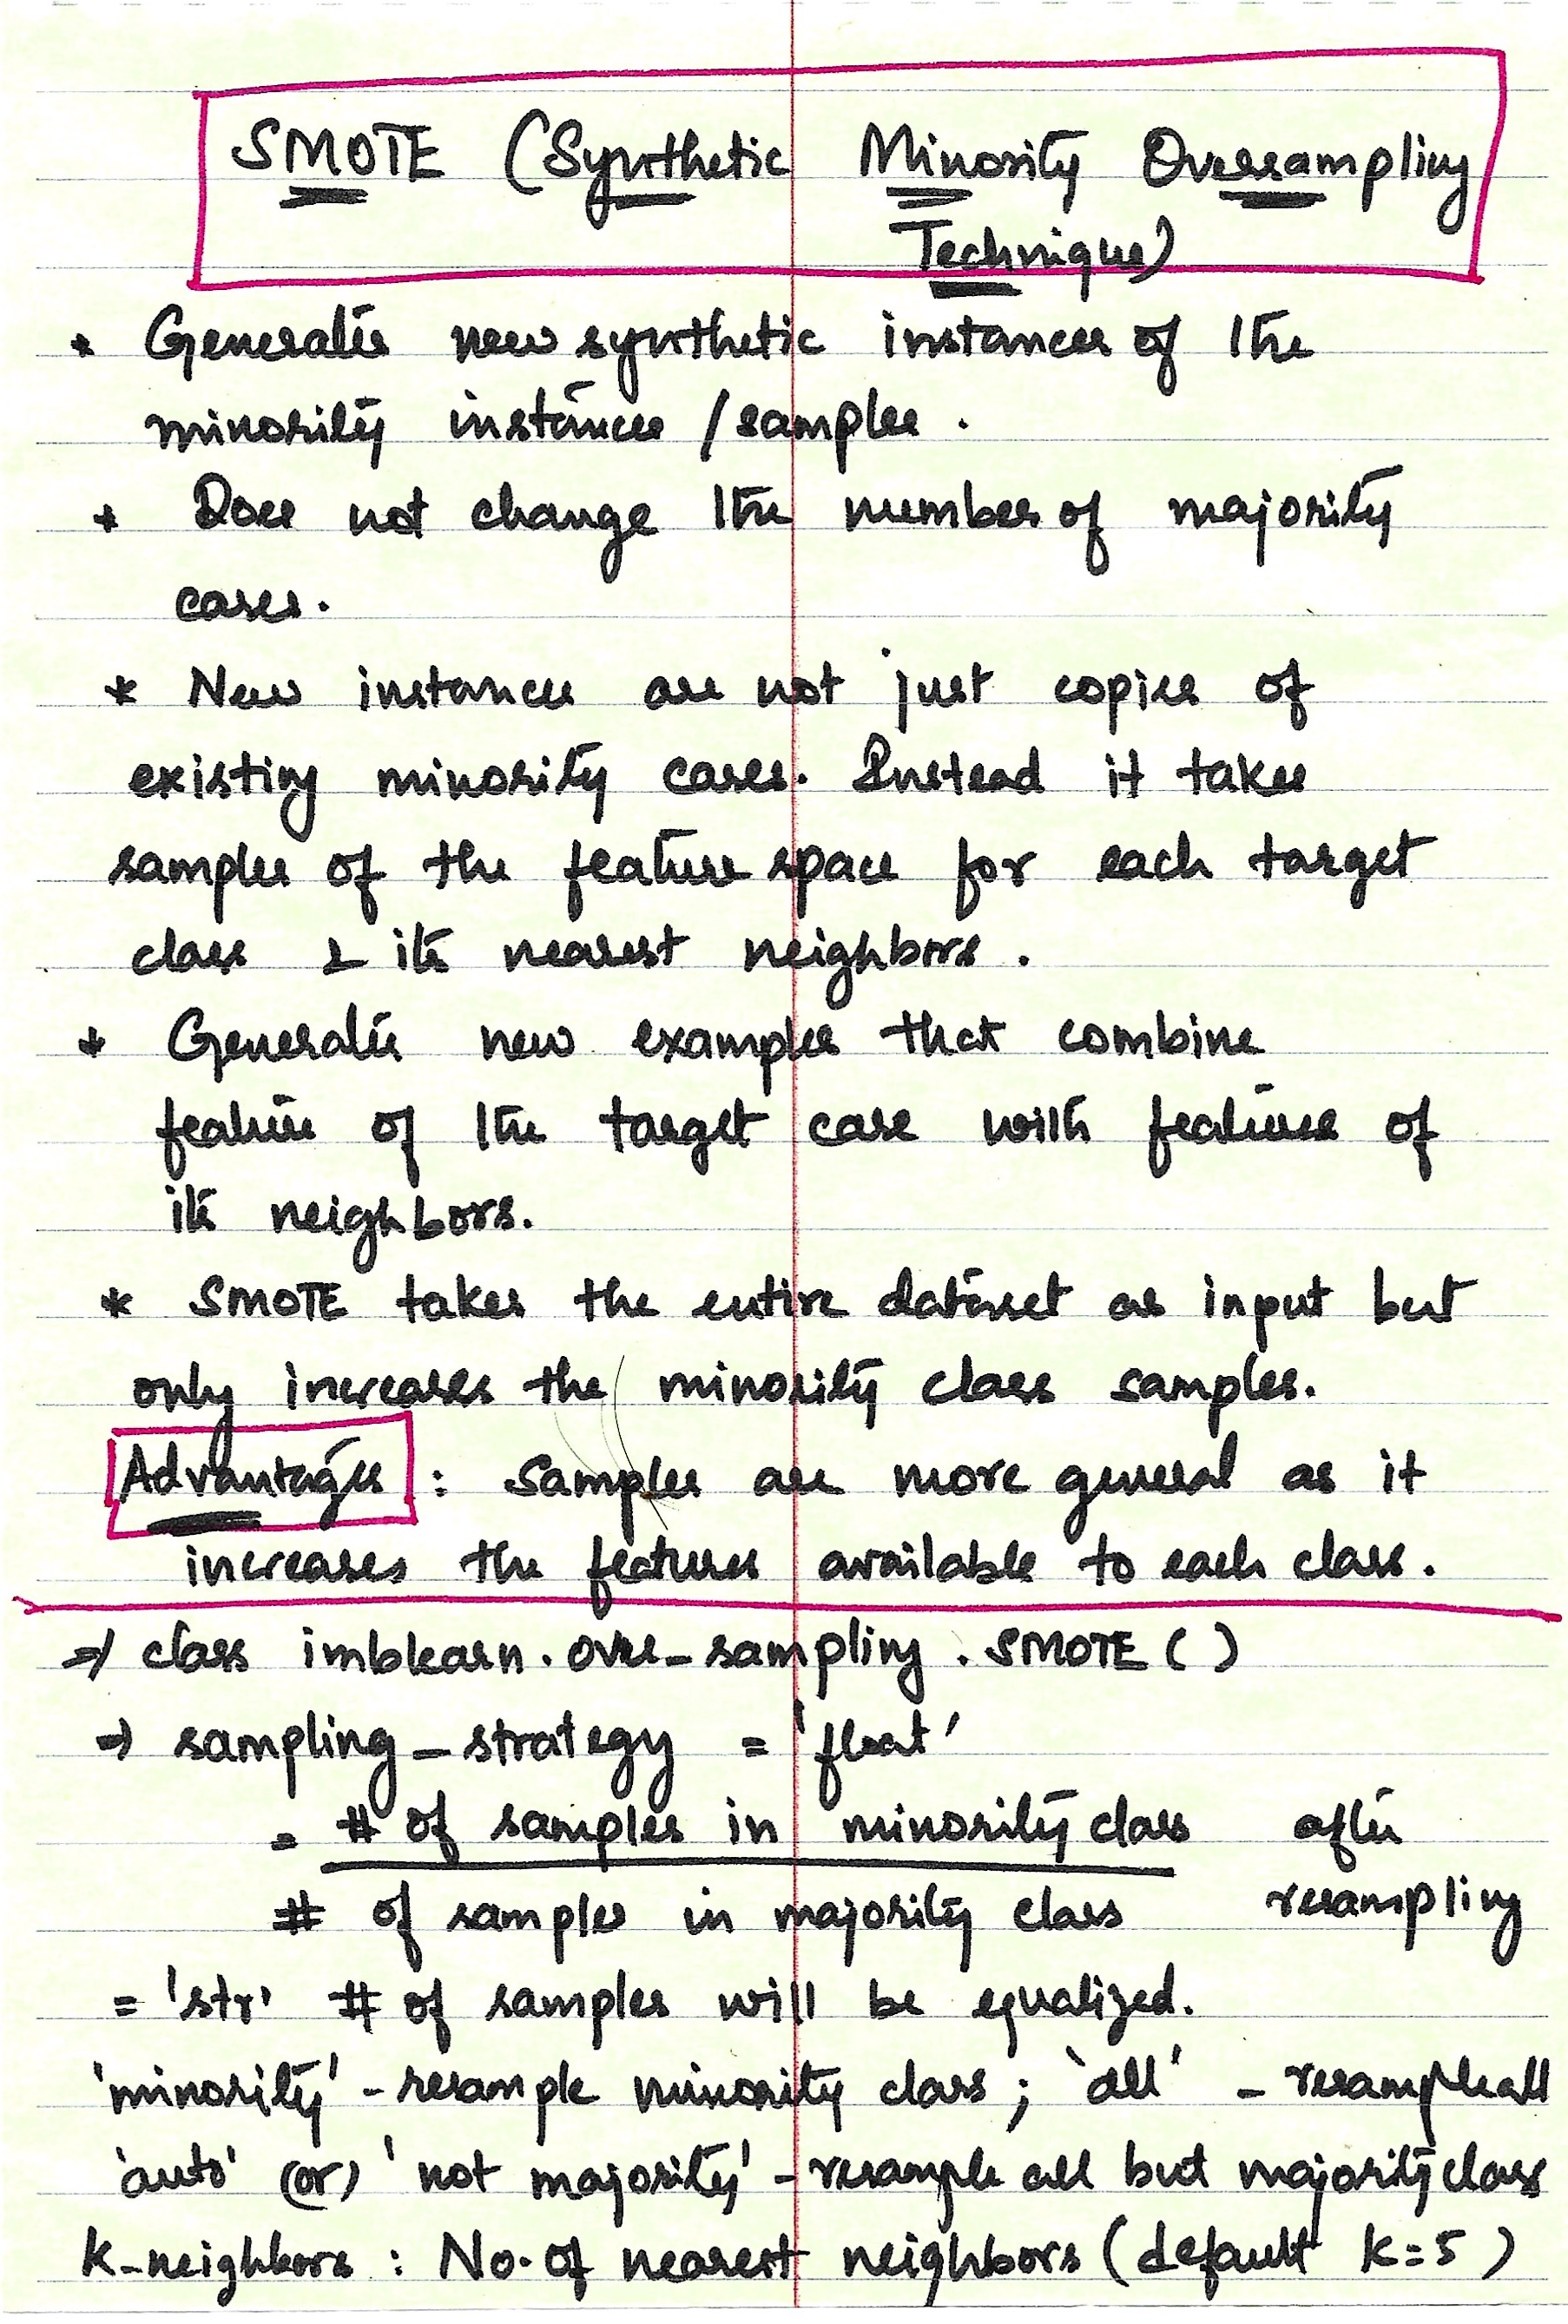 SMOTE (Synthetic Minority Oversampling
Technique)
* Generates new synthetic instances of the
minority instances / samples.
* Does not change the number of majority
cases.
* New instances are not just copies of
existing minority cases. Instead it takes
samples of the feature space for each target
class & its nearest neighbors.
* Generates new examples that combine
features of the target case with features of
its neighbors.
* SMOTE takes the entire dataset as input but
only increases the minority class samples.
Advantages : Samples are more general as it
increases the features available to each class.
⇒ class imblearn.over_sampling.SMOTE ( )
⇒ sampling_strategy = 'float'
= # of samples in minority class after
# of samples in majority class resampling
= 'str' # of samples will be equalized.
'minority' - resample minority class ; 'all' - resample all
'auto' (or) 'not majority' - resample all but majority class
k-neighbors : No. of nearest neighbors (default k=5)